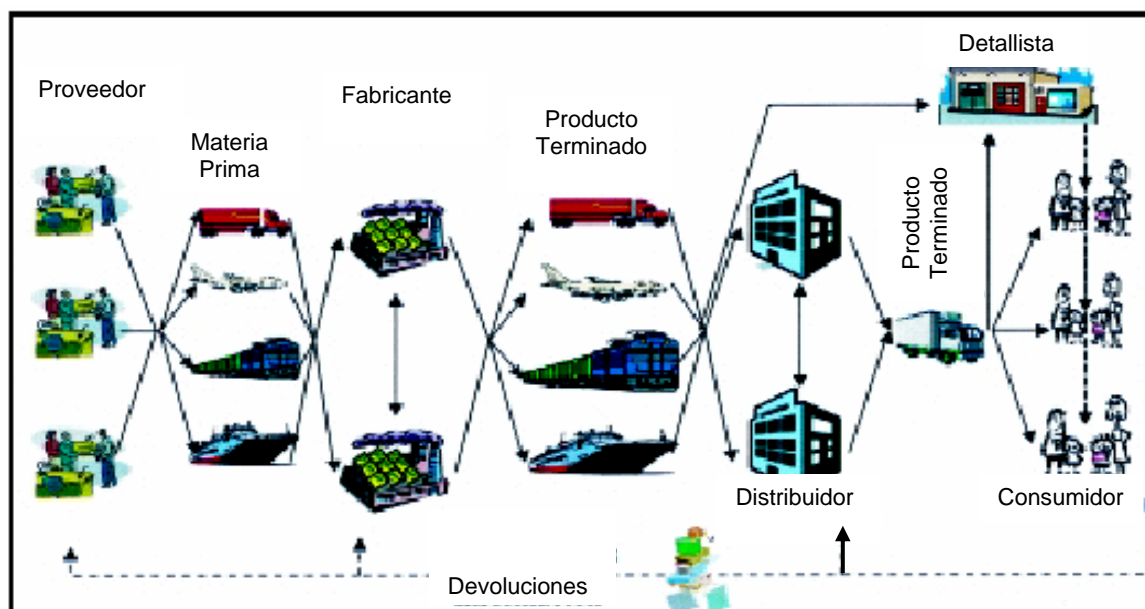 Detallista
Proveedor
Fabricante
Materia
Prima
Producto
Terminado
Producto
Terminado
Distribuidor
Consumidor
Devoluciones